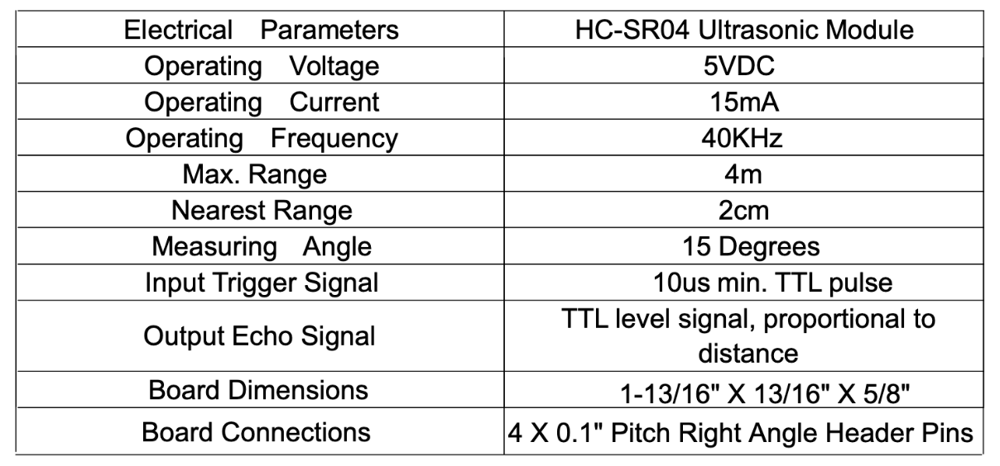 Electrical Parameters HC-SR04 Ultrasonic Module
Operating Voltage 5VDC
Operating Current 15mA
Operating Frequency 40KHz
Max. Range 4m
Nearest Range 2cm
Measuring Angle 15 Degrees
Input Trigger Signal 10us min. TTL pulse
Output Echo Signal TTL level signal, proportional to
distance
Board Dimensions 1-13/16" X 13/16" X 5/8"
Board Connections 4 X 0.1" Pitch Right Angle Header Pins